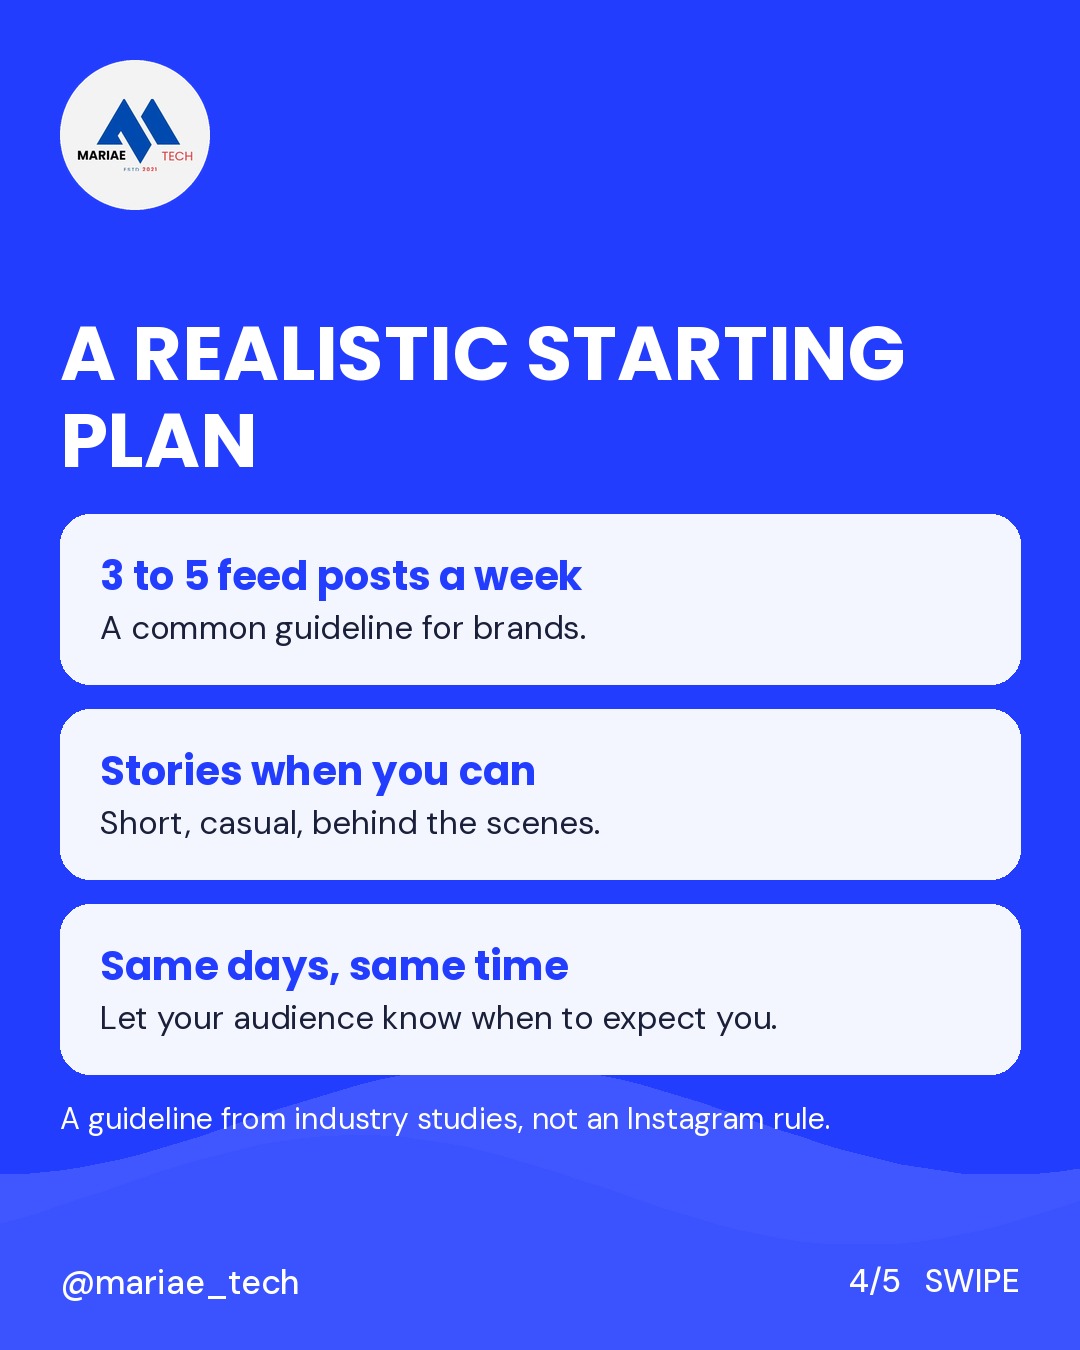 MARIAE TECH
ESTD 2021
A REALISTIC STARTING
PLAN
3 to 5 feed posts a week
A common guideline for brands.
Stories when you can
Short, casual, behind the scenes.
Same days, same time
Let your audience know when to expect you.
A guideline from industry studies, not an Instagram rule.
@mariae_tech
4/5 SWIPE